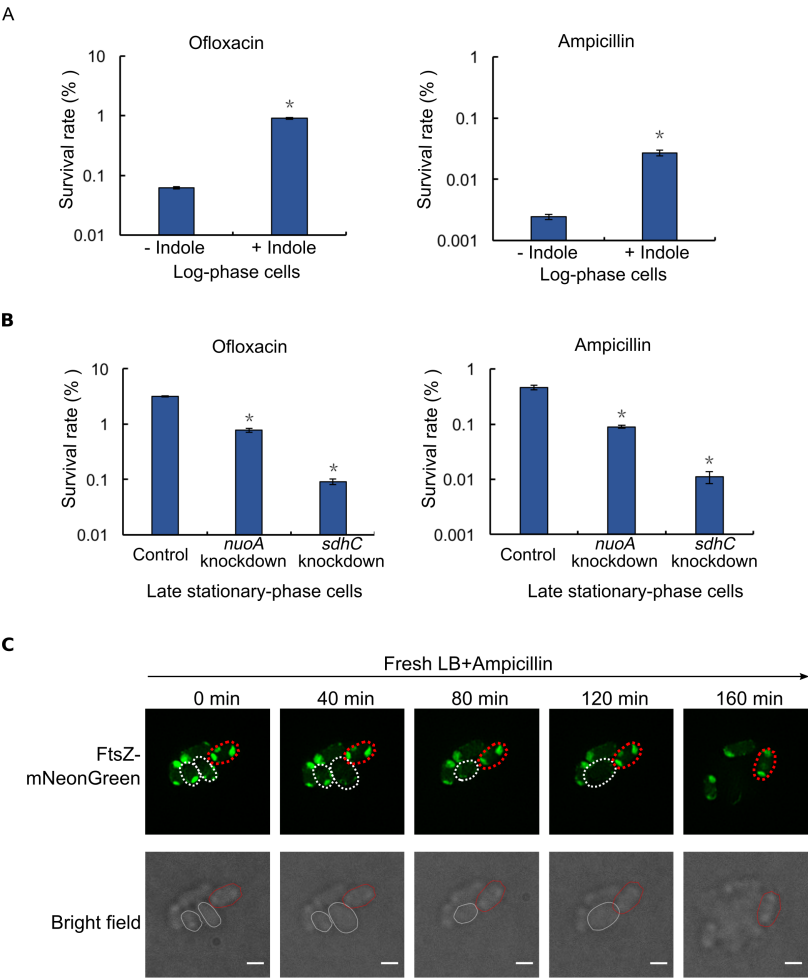 A
Ofloxacin
Survival rate (% )
10
1
0.1
0.01
*
- Indole
+ Indole
Log-phase cells
Ampicillin
Survival rate (% )
1
0.1
0.01
0.001
*
- Indole
+ Indole
Log-phase cells
B
Ofloxacin
Survival rate (% )
10
1
0.1
0.01
*
*
Control
nuoA
knockdown
sdhC
knockdown
Late stationary-phase cells
Ampicillin
Survival rate (% )
1
0.1
0.01
0.001
*
*
Control
nuoA
knockdown
sdhC
knockdown
Late stationary-phase cells
C
Fresh LB+Ampicillin
0 min
40 min
80 min
120 min
160 min
FtsZ-
mNeonGreen
Bright field